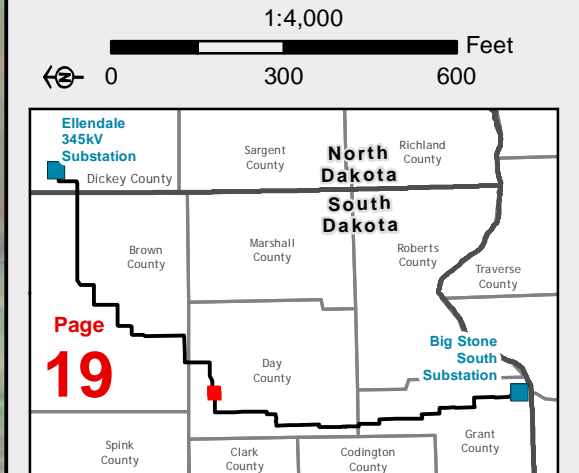 1:4,000
Feet
N
0 300 600
Ellendale
345kV
Substation
Dickey County
Sargent
County
North
Dakota
Richland
County
South
Dakota
Brown
County
Marshall
County
Roberts
County
Traverse
County
Page
19
Day
County
Big Stone
South
Substation
Spink
County
Clark
County
Codington
County
Grant
County